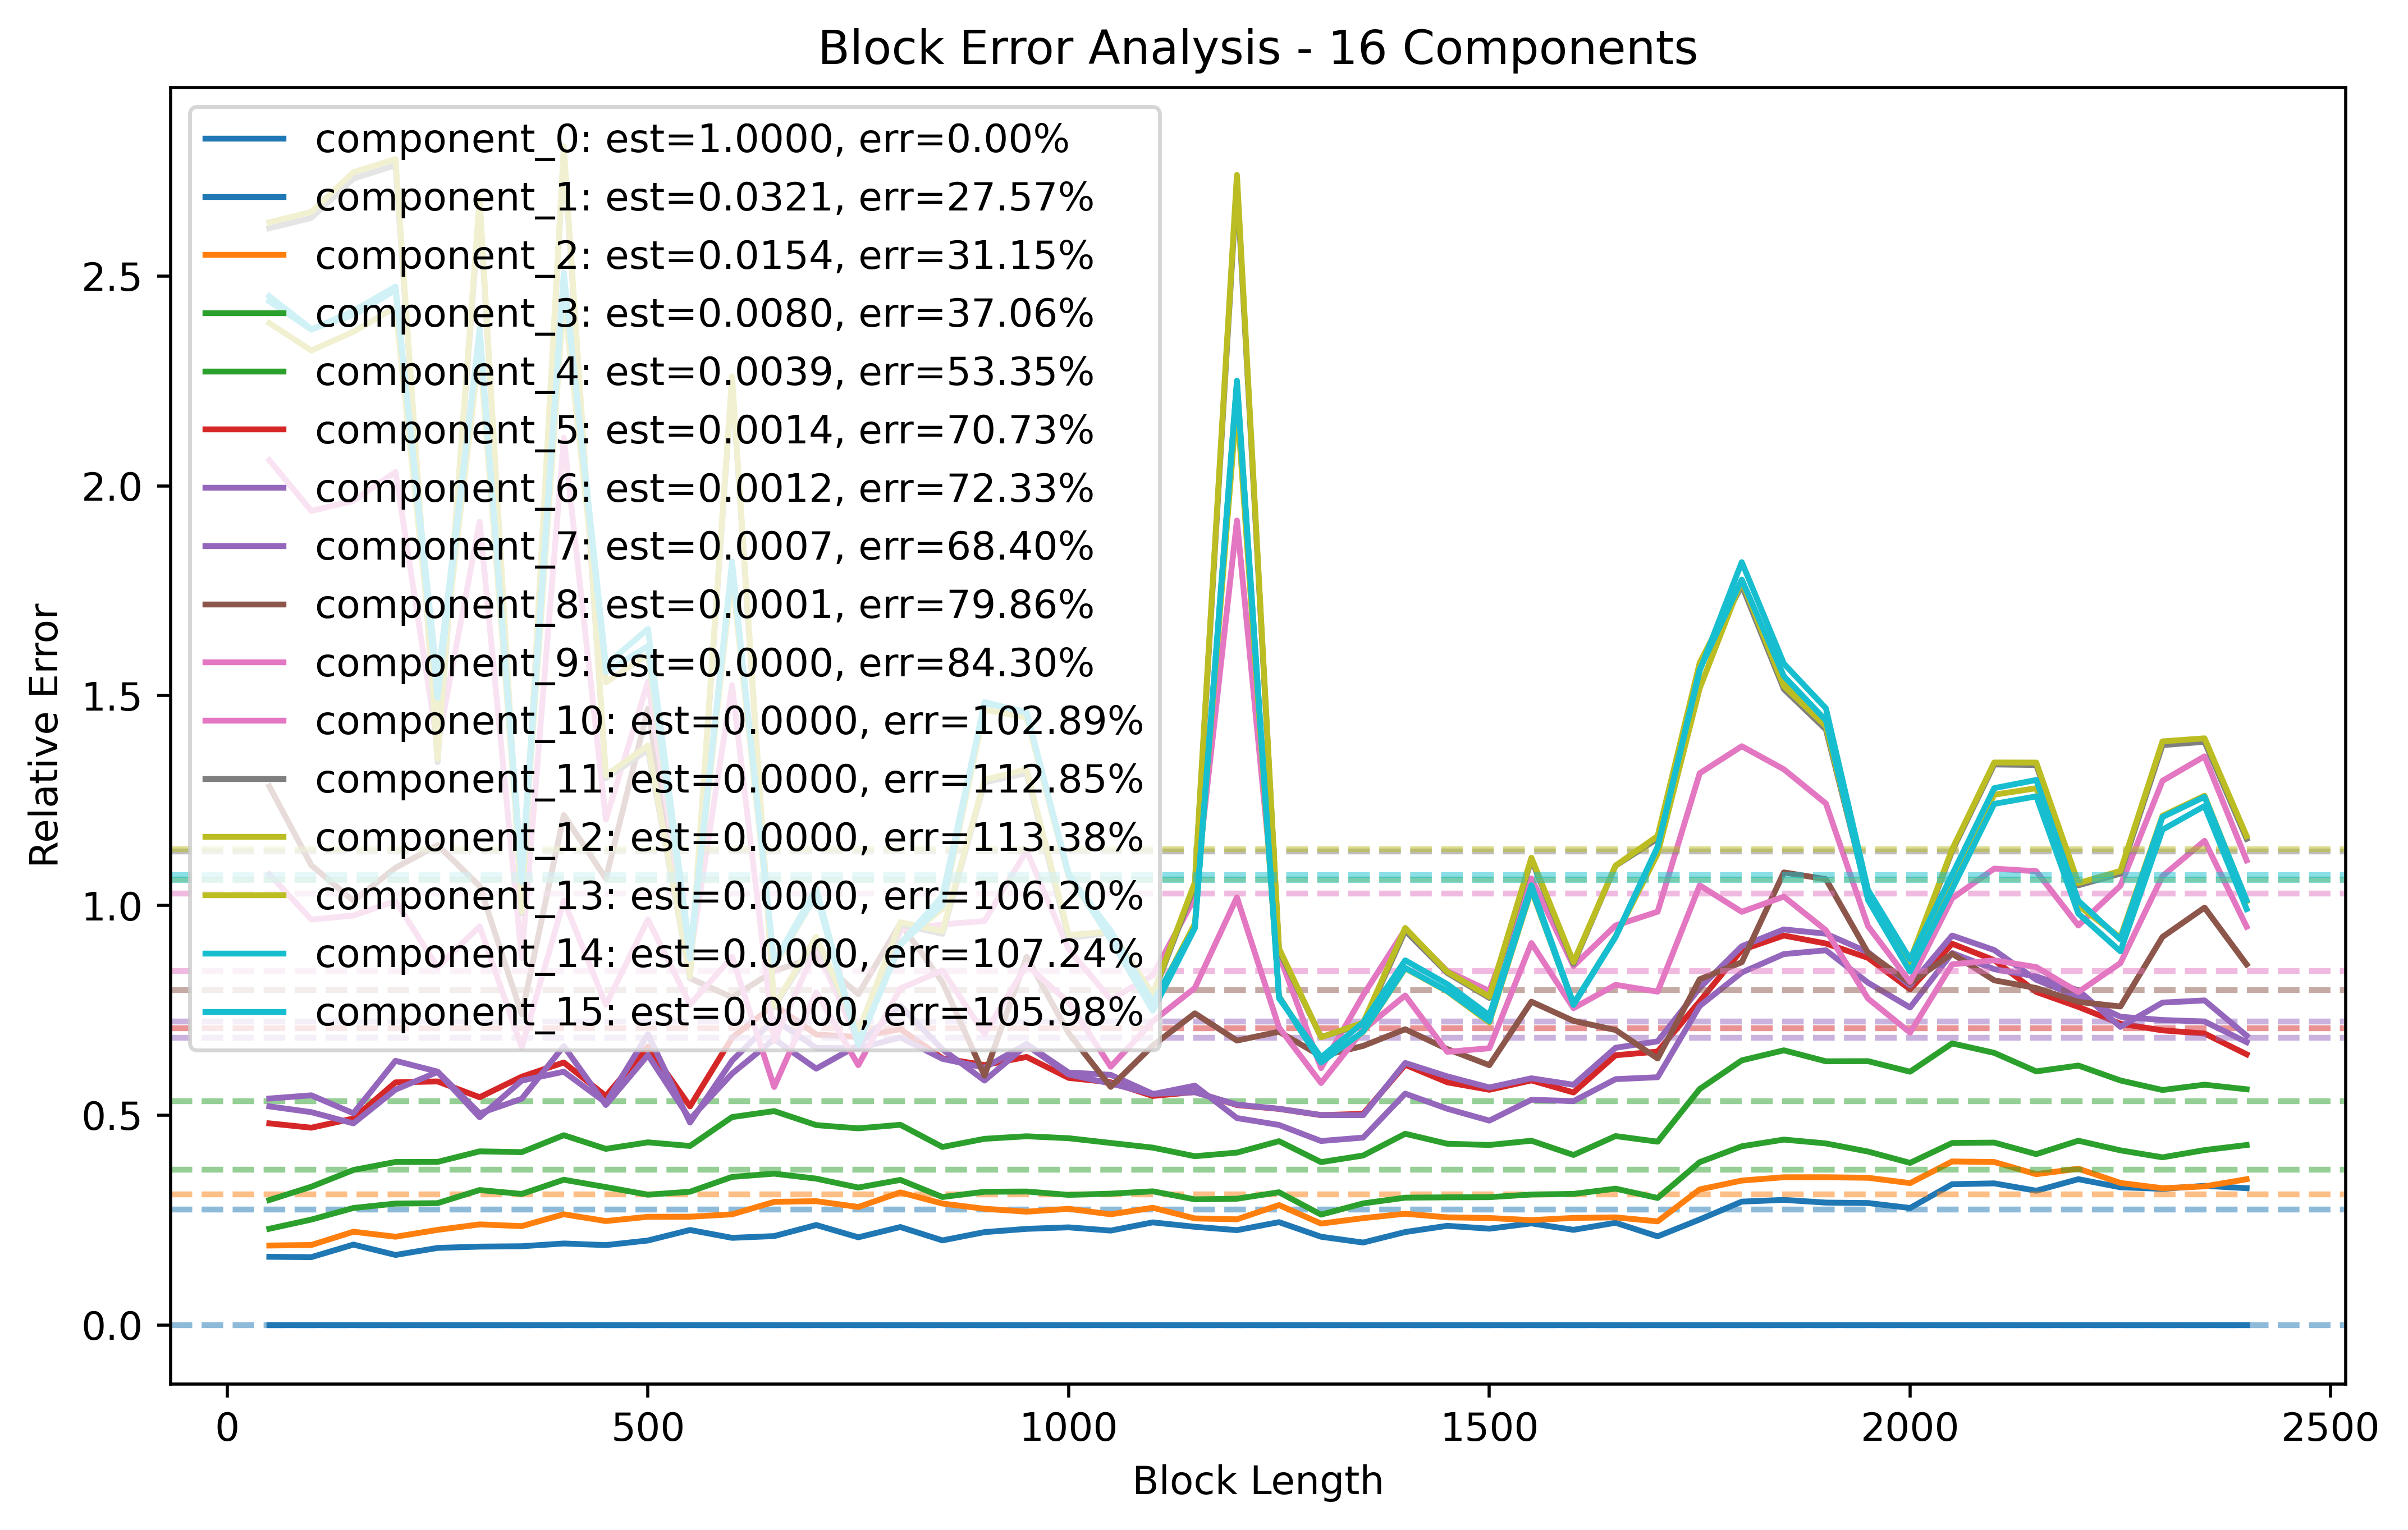 Block Error Analysis - 16 Components
component_0: est=1.0000, err=0.00%
component_1: est=0.0321, err=27.57%
component_2: est=0.0154, err=31.15%
component_3: est=0.0080, err=37.06%
component_4: est=0.0039, err=53.35%
component_5: est=0.0014, err=70.73%
component_6: est=0.0012, err=72.33%
component_7: est=0.0007, err=68.40%
component_8: est=0.0001, err=79.86%
component_9: est=0.0000, err=84.30%
component_10: est=0.0000, err=102.89%
component_11: est=0.0000, err=112.85%
component_12: est=0.0000, err=113.38%
component_13: est=0.0000, err=106.20%
component_14: est=0.0000, err=107.24%
component_15: est=0.0000, err=105.98%
Relative Error
2.5
2.0
1.5
1.0
0.5
0.0
0 500 1000 1500 2000 2500
Block Length